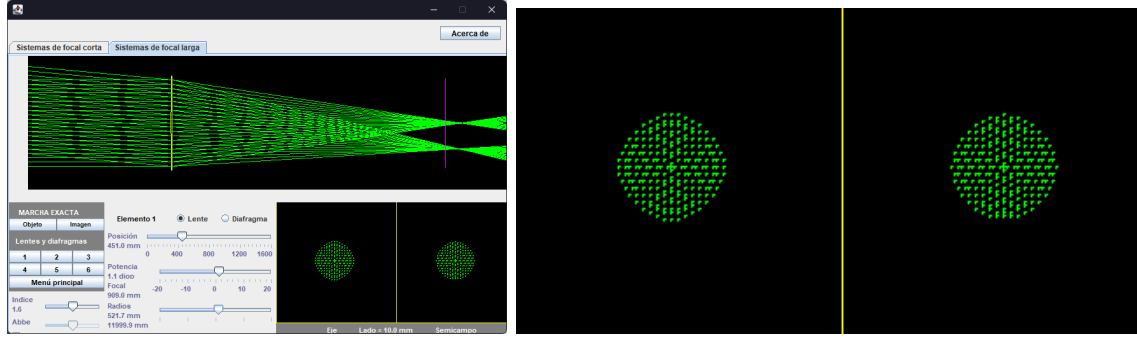 Acerca de
Sistemas de focal corta Sistemas de focal larga
MARCHA EXACTA
Objeto Imagen
Lentes y diafragmas
1 2 3
4 5 6
Menú principal
Indice
1.6
Abbe
Elemento 1 Lente Diafragma
Posición
451.0 mm
0 400 800 1200 1600
Potencia
1.1 diop
Focal
909.0 mm
-20 -10 0 10 20
Radios
521.7 mm
11999.9 mm
Eje Lado = 10.0 mm Semicampo